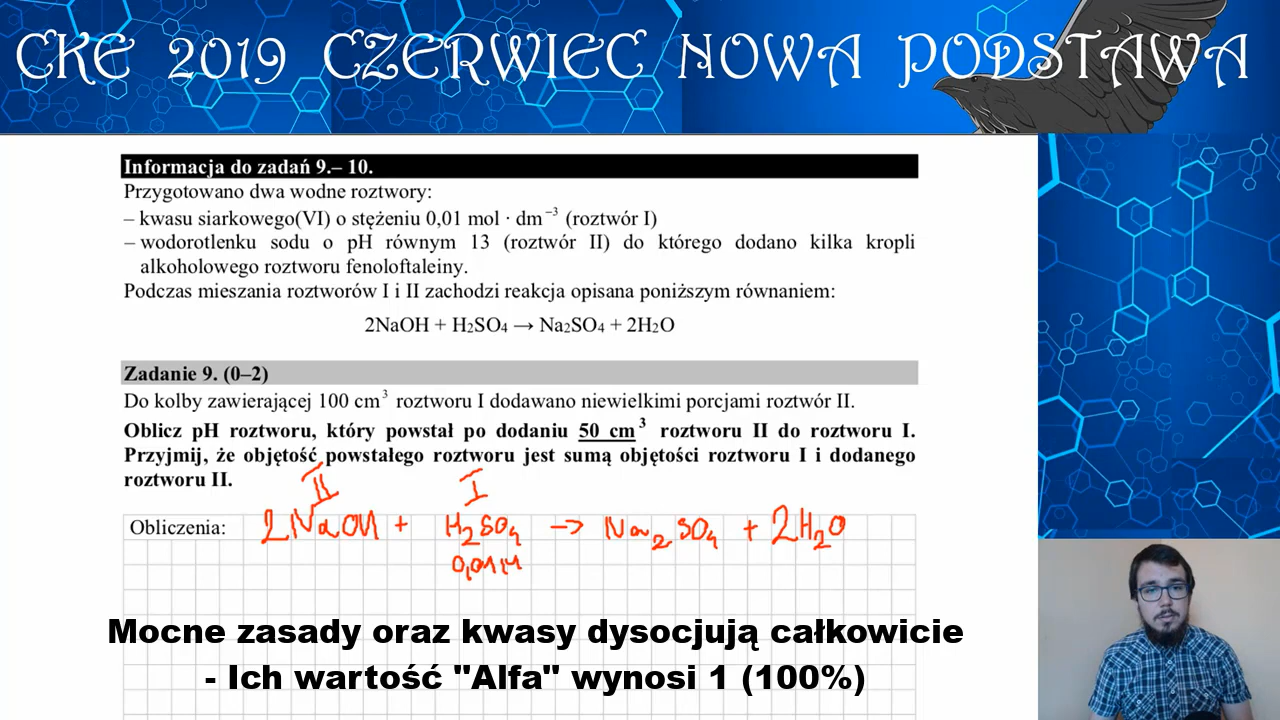 CKE 2019 CZERWIEC NOWA PODSTAWA
Informacja do zadań 9.– 10.
Przygotowano dwa wodne roztwory:
– kwasu siarkowego(VI) o stężeniu 0,01 mol · dm⁻³ (roztwór I)
– wodorotlenku sodu o pH równym 13 (roztwór II) do którego dodano kilka kropli
alkoholowego roztworu fenoloftaleiny.
Podczas mieszania roztworów I i II zachodzi reakcja opisana poniższym równaniem:
2NaOH + H₂SO₄ → Na₂SO₄ + 2H₂O
Zadanie 9. (0–2)
Do kolby zawierającej 100 cm³ roztworu I dodawano niewielkimi porcjami roztwór II.
Oblicz pH roztworu, który powstał po dodaniu 50 cm³ roztworu II do roztworu I.
Przyjmij, że objętość powstałego roztworu jest sumą objętości roztworu I i dodanego
roztworu II.
II I
Obliczenia: 2NaOH + H₂SO₄ → Na₂SO₄ + 2H₂O
0,01M
Mocne zasady oraz kwasy dysocjują całkowicie
- Ich wartość "Alfa" wynosi 1 (100%)